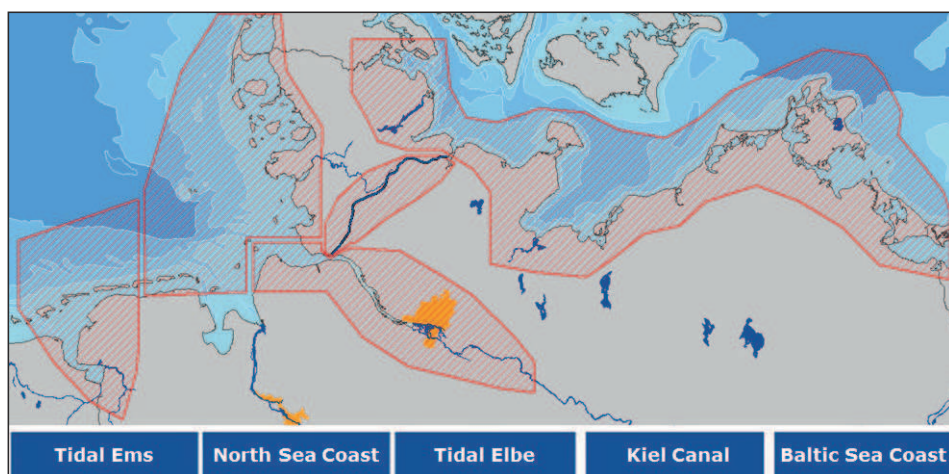 Tidal Ems
North Sea Coast
Tidal Elbe
Kiel Canal
Baltic Sea Coast